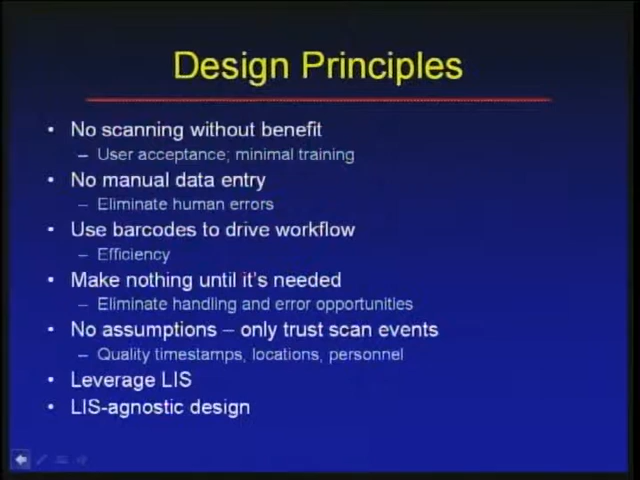 Design Principles
• No scanning without benefit
– User acceptance; minimal training
• No manual data entry
– Eliminate human errors
• Use barcodes to drive workflow
– Efficiency
• Make nothing until it's needed
– Eliminate handling and error opportunities
• No assumptions – only trust scan events
– Quality timestamps, locations, personnel
• Leverage LIS
• LIS-agnostic design